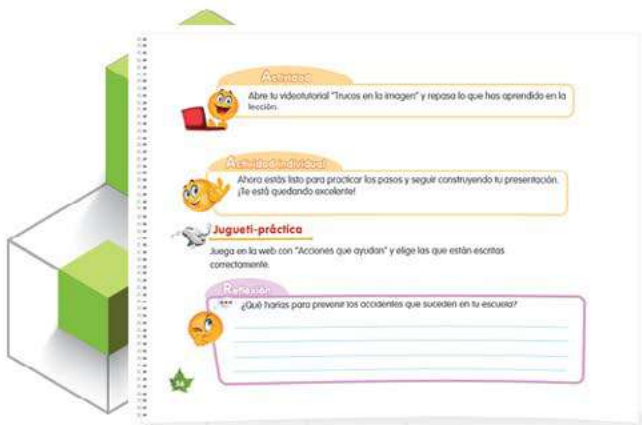 Actividad
Abre tu videotutorial "Trucos en la imagen" y repasa lo que has aprendido en la
lección.
Actividad individual
Ahora estás listo para practicar los pasos y seguir construyendo tu presentación.
¡Te está quedando excelente!
Jugueti-práctica
Juega en la web con "Acciones que ayudan" y elige las que están escritas
correctamente.
Reflexión
¿Qué harías para prevenir los accidentes que suceden en tu escuela?